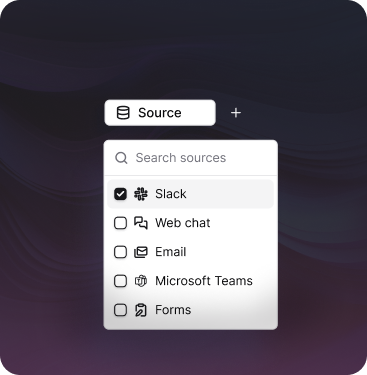 Source
Search sources
Slack
Web chat
Email
Microsoft Teams
Forms